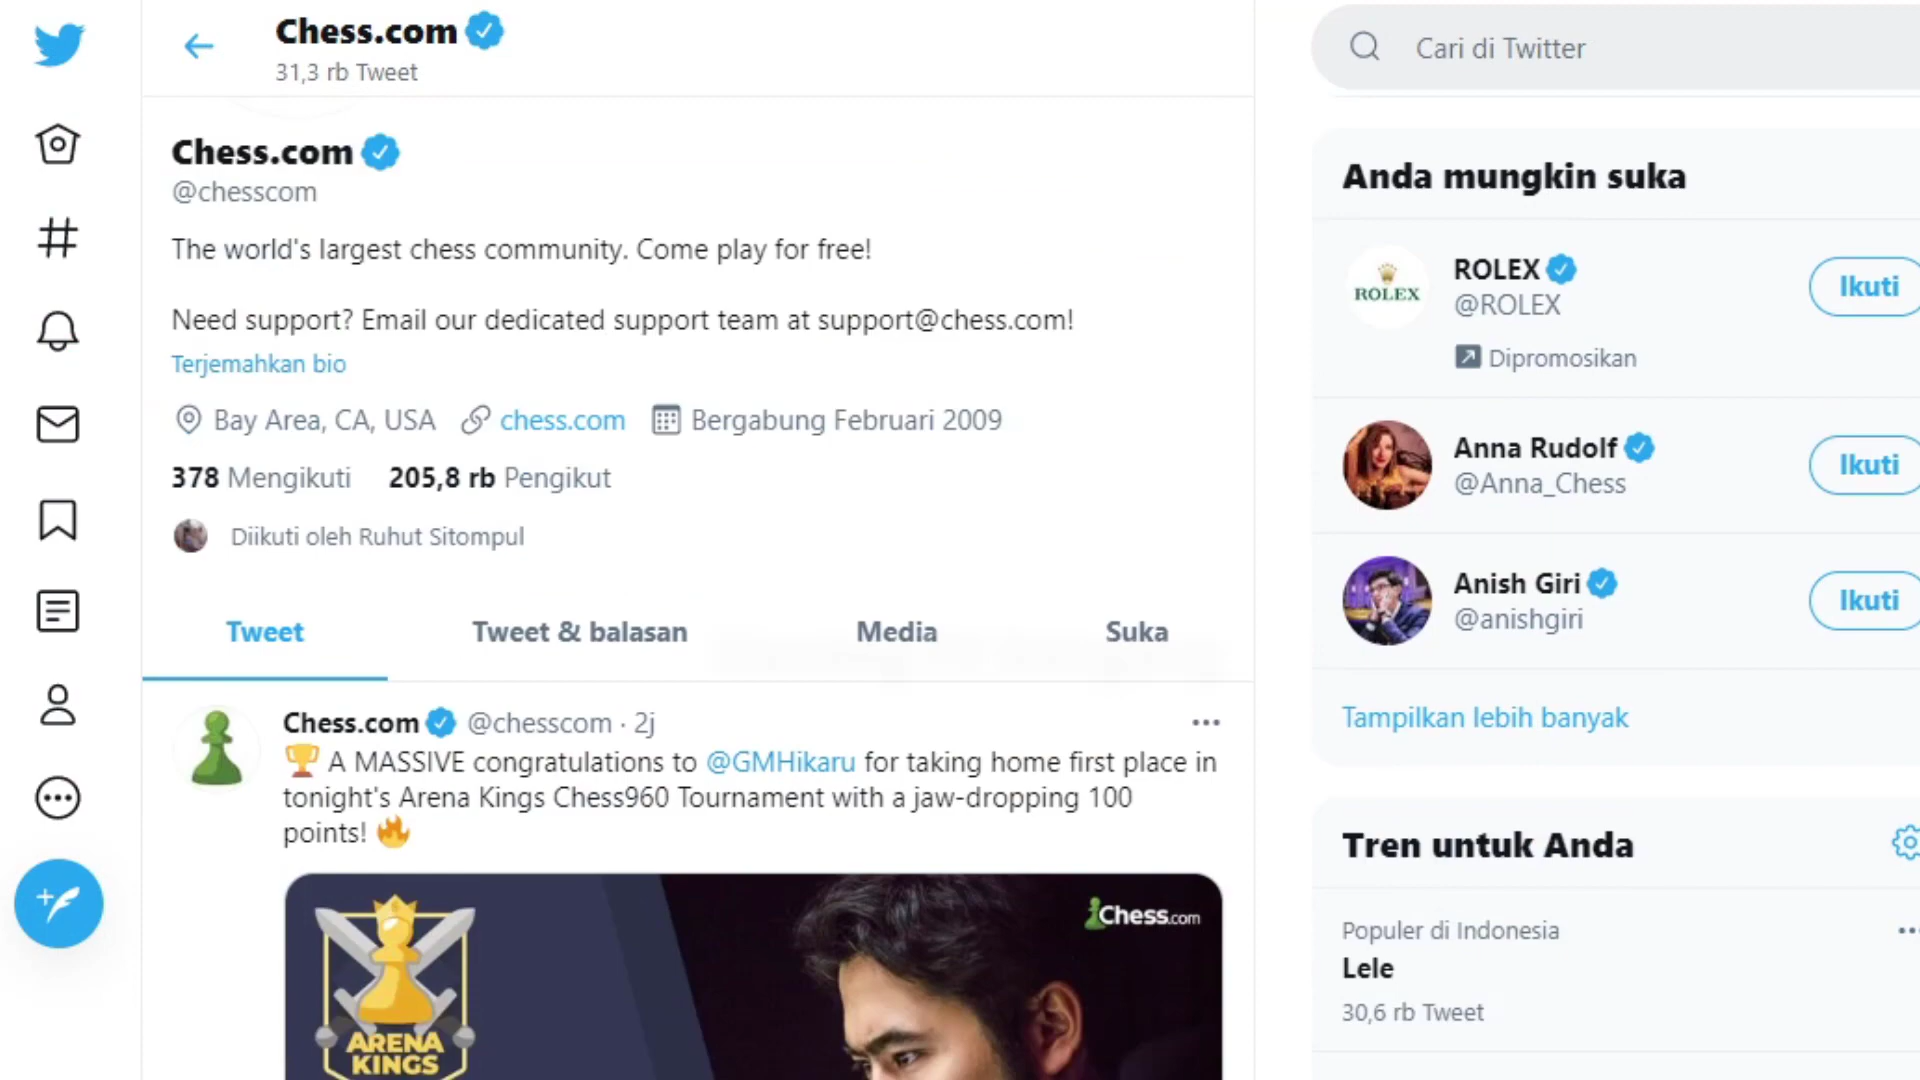 Chess.com
31,3 rb Tweet
Chess.com
@chesscom
The world's largest chess community. Come play for free!
Need support? Email our dedicated support team at support@chess.com!
Terjemahkan bio
Bay Area, CA, USA chess.com Bergabung Februari 2009
378 Mengikuti 205,8 rb Pengikut
Diikuti oleh Ruhut Sitompul
Tweet Tweet & balasan Media Suka
Chess.com @chesscom · 2j
🏆 A MASSIVE congratulations to @GMHikaru for taking home first place in
tonight's Arena Kings Chess960 Tournament with a jaw-dropping 100
points! 🔥
Chess.com
ARENA
KINGS
Cari di Twitter
Anda mungkin suka
ROLEX
ROLEX
@ROLEX
Ikuti
Dipromosikan
Anna Rudolf
@Anna_Chess
Ikuti
Anish Giri
@anishgiri
Ikuti
Tampilkan lebih banyak
Tren untuk Anda
Populer di Indonesia
Lele
30,6 rb Tweet